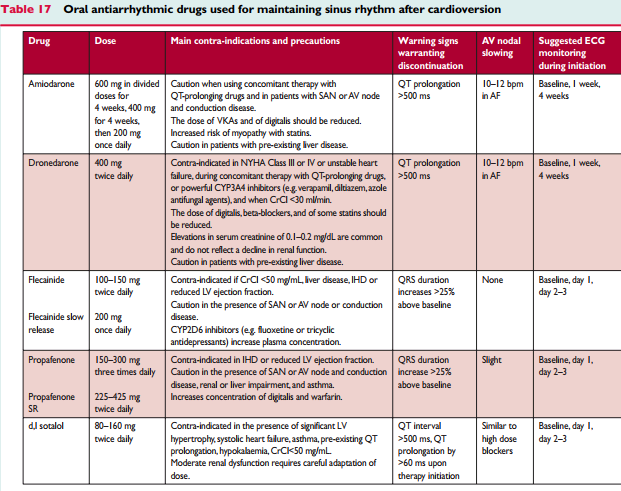 Table 17 Oral antiarrhythmic drugs used for maintaining sinus rhythm after cardioversion
Drug
Dose
Main contra-indications and precautions
Warning signs
warranting
discontinuation
AV nodal
slowing
Suggested ECG
monitoring
during initiation
Amiodarone
600 mg in divided
doses for
4 weeks, 400 mg
for 4 weeks,
then 200 mg
once daily
Caution when using concomitant therapy with
QT-prolonging drugs and in patients with SAN or AV node
and conduction disease.
The dose of VKAs and of digitalis should be reduced.
Increased risk of myopathy with statins.
Caution in patients with pre-existing liver disease.
QT prolongation
>500 ms
10–12 bpm
in AF
Baseline, 1 week,
4 weeks
Dronedarone
400 mg
twice daily
Contra-indicated in NYHA Class III or IV or unstable heart
failure, during concomitant therapy with QT-prolonging drugs,
or powerful CYP3A4 inhibitors (e.g. verapamil, diltiazem, azole
antifungal agents), and when CrCl <30 ml/min.
The dose of digitalis, beta-blockers, and of some statins should
be reduced.
Elevations in serum creatinine of 0.1–0.2 mg/dL are common
and do not reflect a decline in renal function.
Caution in patients with pre-existing liver disease.
QT prolongation
>500 ms
10–12 bpm
in AF
Baseline, 1 week,
4 weeks
Flecainide
Flecainide slow
release
100–150 mg
twice daily
200 mg
once daily
Contra-indicated if CrCl <50 mg/mL, liver disease, IHD or
reduced LV ejection fraction.
Caution in the presence of SAN or AV node or conduction
disease.
CYP2D6 inhibitors (e.g. fluoxetine or tricyclic
antidepressants) increase plasma concentration.
QRS duration
increases >25%
above baseline
None
Baseline, day 1,
day 2–3
Propafenone
Propafenone
SR
150–300 mg
three times daily
225–425 mg
twice daily
Contra-indicated in IHD or reduced LV ejection fraction.
Caution in the presence of SAN or AV node and conduction
disease, renal or liver impairment, and asthma.
Increases concentration of digitalis and warfarin.
QRS duration
increase >25%
above baseline
Slight
Baseline, day 1,
day 2–3
d,l sotalol
80–160 mg
twice daily
Contra-indicated in the presence of significant LV
hypertrophy, systolic heart failure, asthma, pre-existing QT
prolongation, hypokalaemia, CrCl<50 mg/mL.
Moderate renal dysfunction requires careful adaptation of
dose.
QT interval
>500 ms, QT
prolongation by
>60 ms upon
therapy initiation
Similar to
high dose
blockers
Baseline, day 1,
day 2–3